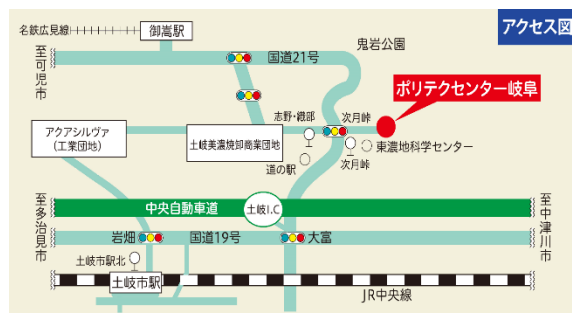 アクセス図
名鉄広見線
御嵩駅
鬼岩公園
至可児市
国道21号
ポリテクセンター岐阜
志野・織部
次月峠
アクアシルヴァ
(工業団地)
土岐美濃焼卸商業団地
東濃地科学センター
道の駅
次月峠
至多治見市
中央自動車道
土岐I.C
至中津川市
岩畑
国道19号
大富
土岐市駅北
土岐市駅
JR中央線